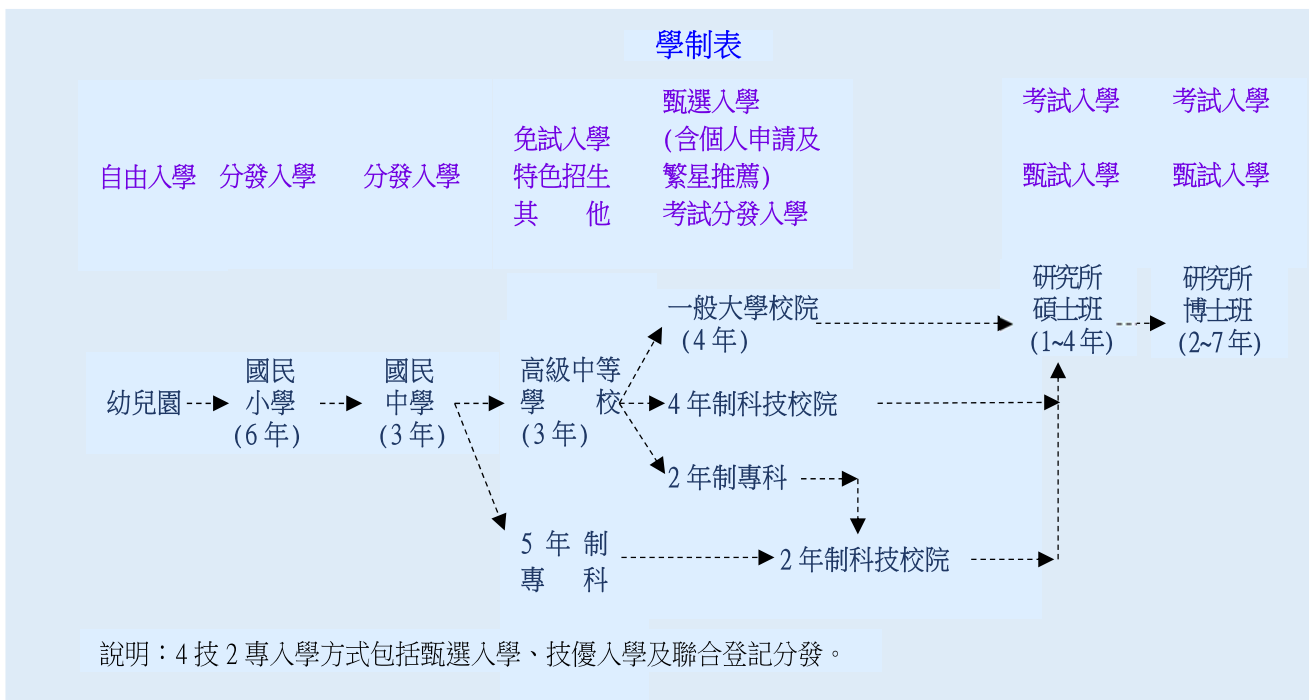 學制表
自由入學
分發入學
分發入學
免試入學
特色招生
其　　他
甄選入學
(含個人申請及
繁星推薦)
考試分發入學
考試入學
甄試入學
考試入學
甄試入學
幼兒園
國民
小學
(6 年)
國民
中學
(3 年)
高級中等
學　　校
(3 年)
5 年 制
專　　科
一般大學校院
(4 年)
4 年制科技校院
2 年制專科
2 年制科技校院
研究所
碩士班
(1~4 年)
研究所
博士班
(2~7 年)
說明：4 技 2 專入學方式包括甄選入學、技優入學及聯合登記分發。